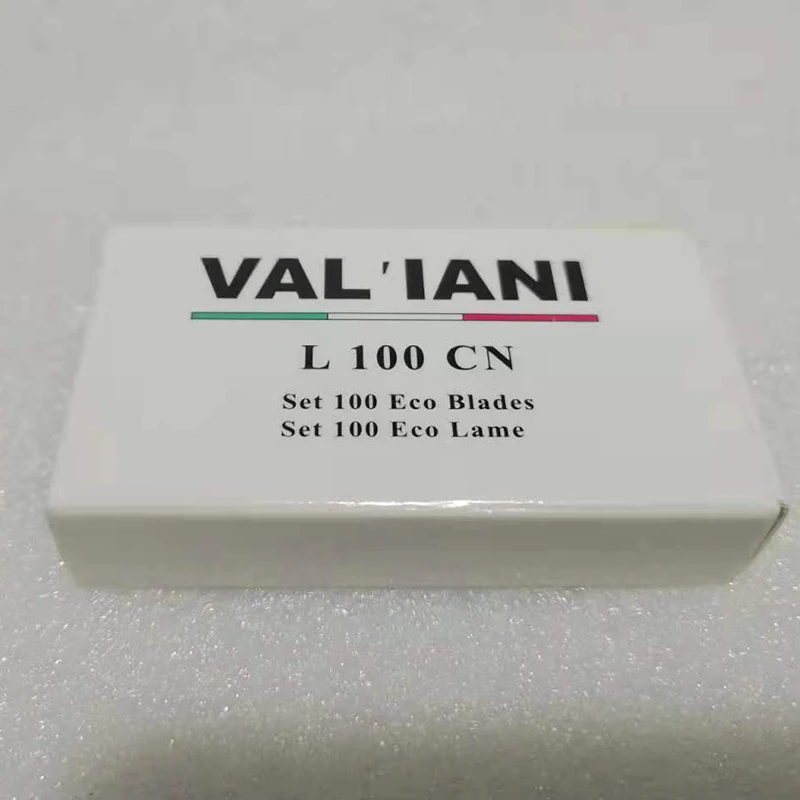 VAL'IANI
L 100 CN
Set 100 Eco Blades
Set 100 Eco Lame